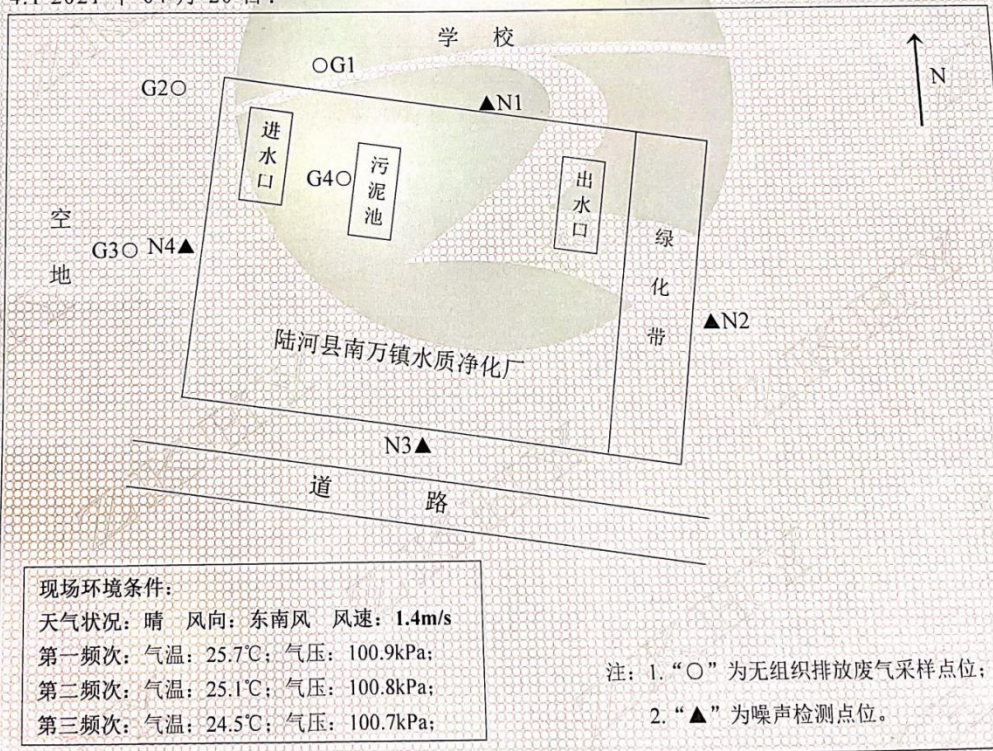 学 校
○G1
N
G2○
▲N1
进水口
G4○
污泥池
出水口
空地
G3○ N4▲
绿化带
▲N2
陆河县南万镇水质净化厂
N3▲
道 路
现场环境条件：
天气状况：晴 风向：东南风 风速：1.4m/s
第一频次：气温：25.7℃；气压：100.9kPa；
第二频次：气温：25.1℃；气压：100.8kPa；
第三频次：气温：24.5℃；气压：100.7kPa；
注：1.“○”为无组织排放废气采样点位；
2.“▲”为噪声检测点位。